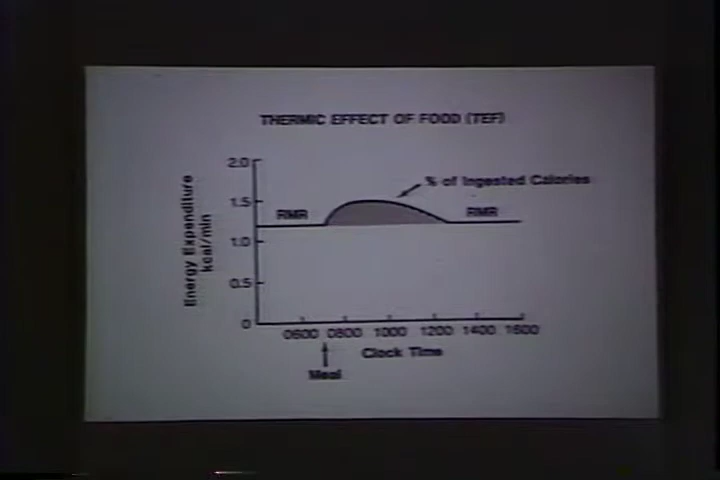 THERMIC EFFECT OF FOOD (TEF)
2.0
% of Ingested Calories
1.5
RMR
RMR
Energy Expenditure
kcal/min
1.0
0.5
0
0600 0800 1000 1200 1400 1600
Clock Time
Meal